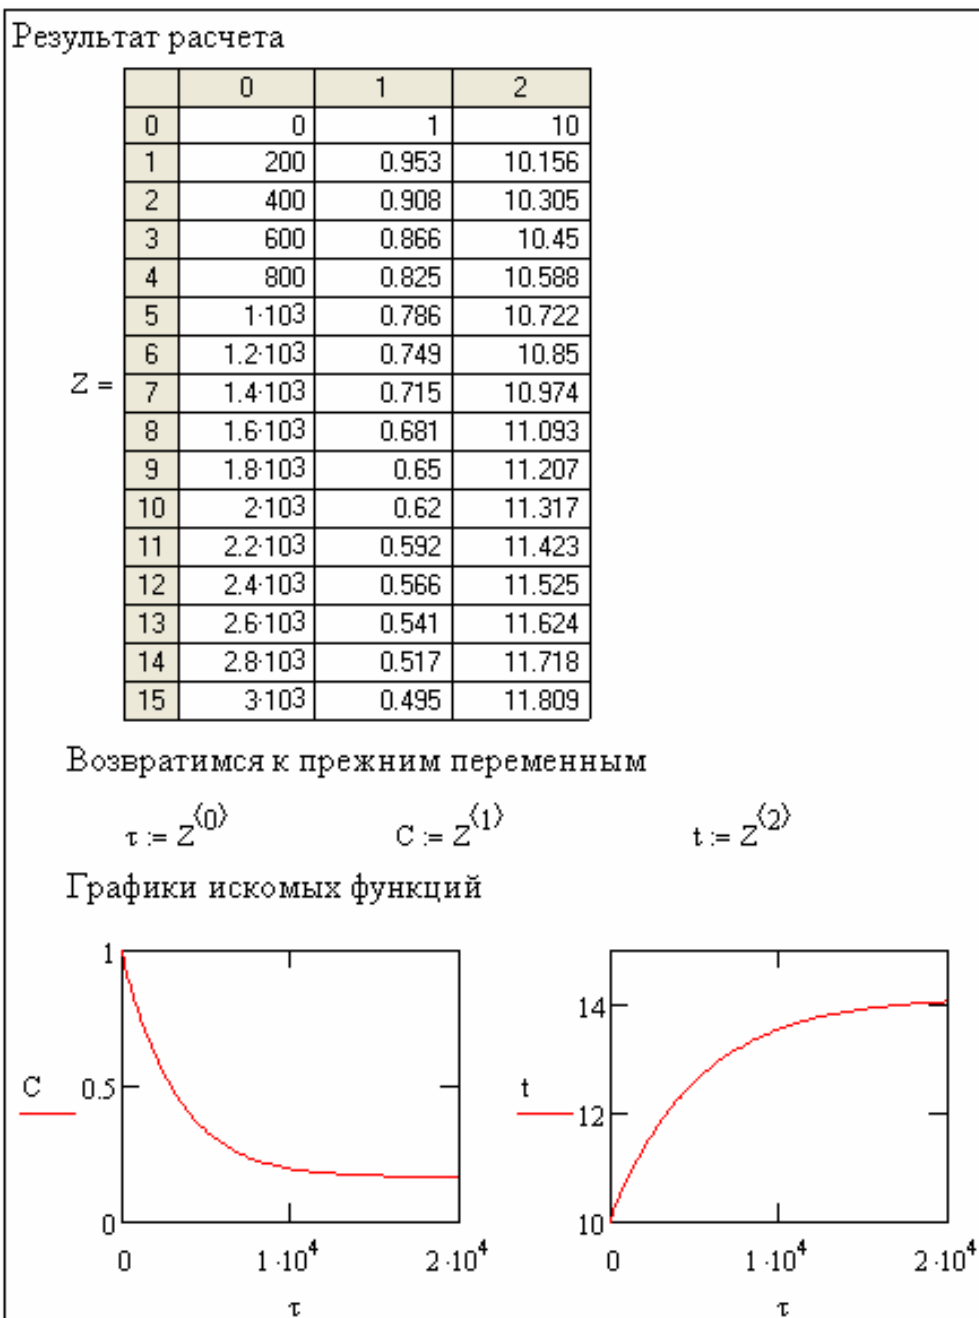 Результат расчета
0 1 2
0 0 1 10
1 200 0.953 10.156
2 400 0.908 10.305
3 600 0.866 10.45
4 800 0.825 10.588
5 1·10³ 0.786 10.722
6 1.2·10³ 0.749 10.85
Z = 7 1.4·10³ 0.715 10.974
8 1.6·10³ 0.681 11.093
9 1.8·10³ 0.65 11.207
10 2·10³ 0.62 11.317
11 2.2·10³ 0.592 11.423
12 2.4·10³ 0.566 11.525
13 2.6·10³ 0.541 11.624
14 2.8·10³ 0.517 11.718
15 3·10³ 0.495 11.809
Возвратимся к прежним переменным
τ := Z⟨0⟩ C := Z⟨1⟩ t := Z⟨2⟩
Графики искомых функций
1
0.5
0
C
0 1·10⁴ 2·10⁴
τ
14
12
10
t
0 1·10⁴ 2·10⁴
τ